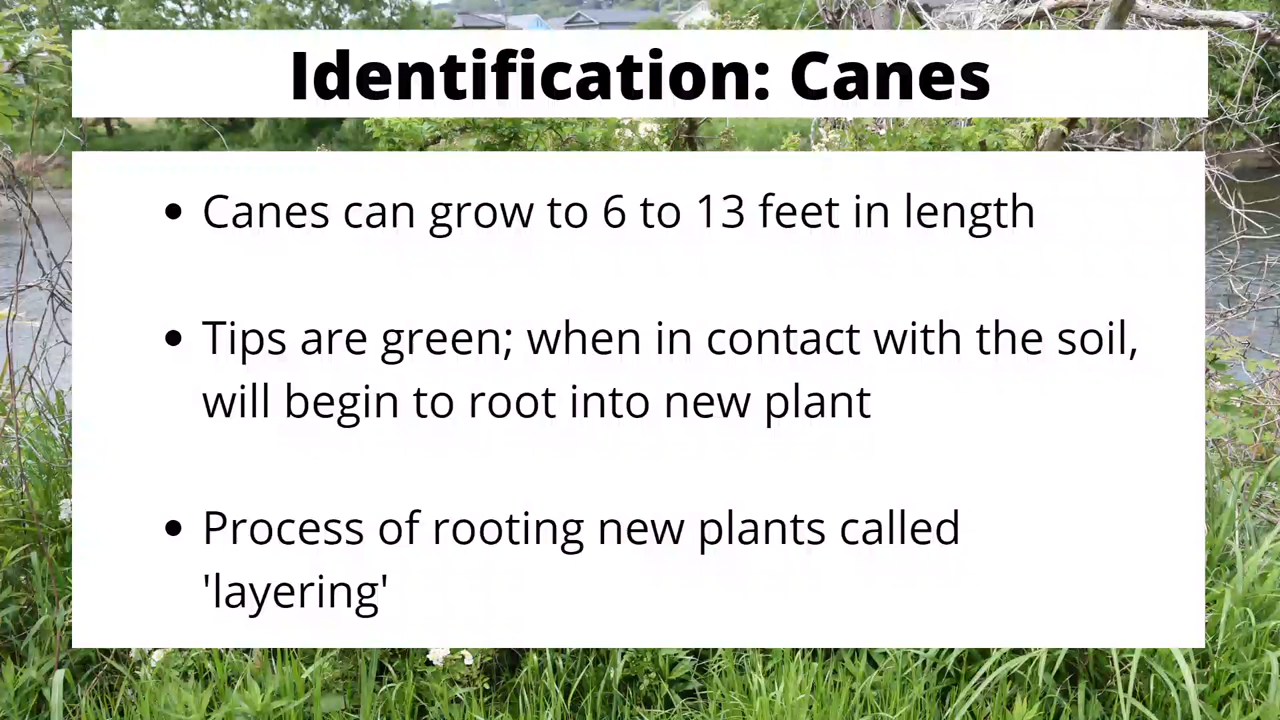 Identification: Canes
• Canes can grow to 6 to 13 feet in length
• Tips are green; when in contact with the soil,
will begin to root into new plant
• Process of rooting new plants called
'layering'